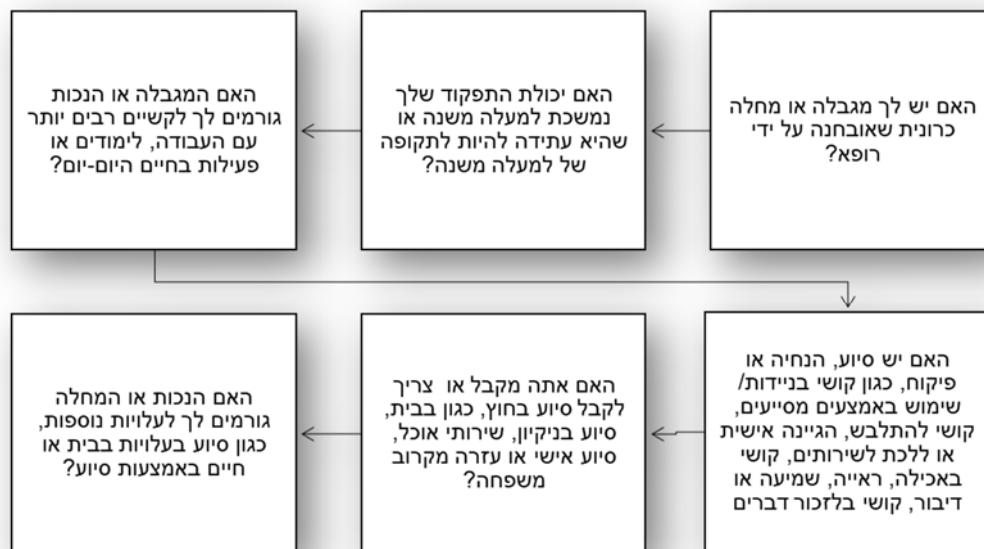 האם יש לך מגבלה או מחלה
כרונית שאובחנה על ידי
רופא?
האם יכולת התפקוד שלך
נמשכת למעלה משנה או
שהיא עתידה להיות לתקופה
של למעלה משנה?
האם המגבלה או הנכות
גורמים לך לקשיים רבים יותר
עם העבודה, לימודים או
פעילות בחיים היום-יום?
האם יש סיוע, הנחיה או
פיקוח, כגון קושי בניידות/
שימוש באמצעים מסייעים,
קושי להתלבש, הגיינה אישית
או ללכת לשירותים, קושי
באכילה, ראייה, שמיעה או
דיבור, קושי בלזכור דברים
האם אתה מקבל או צריך
לקבל סיוע בחוץ, כגון בבית,
סיוע בניקיון, שירותי אוכל,
סיוע אישי או עזרה מקרוב
משפחה?
האם הנכות או המחלה
גורמים לך לעלויות נוספות,
כגון סיוע בעלויות בבית או
חיים באמצעות סיוע?